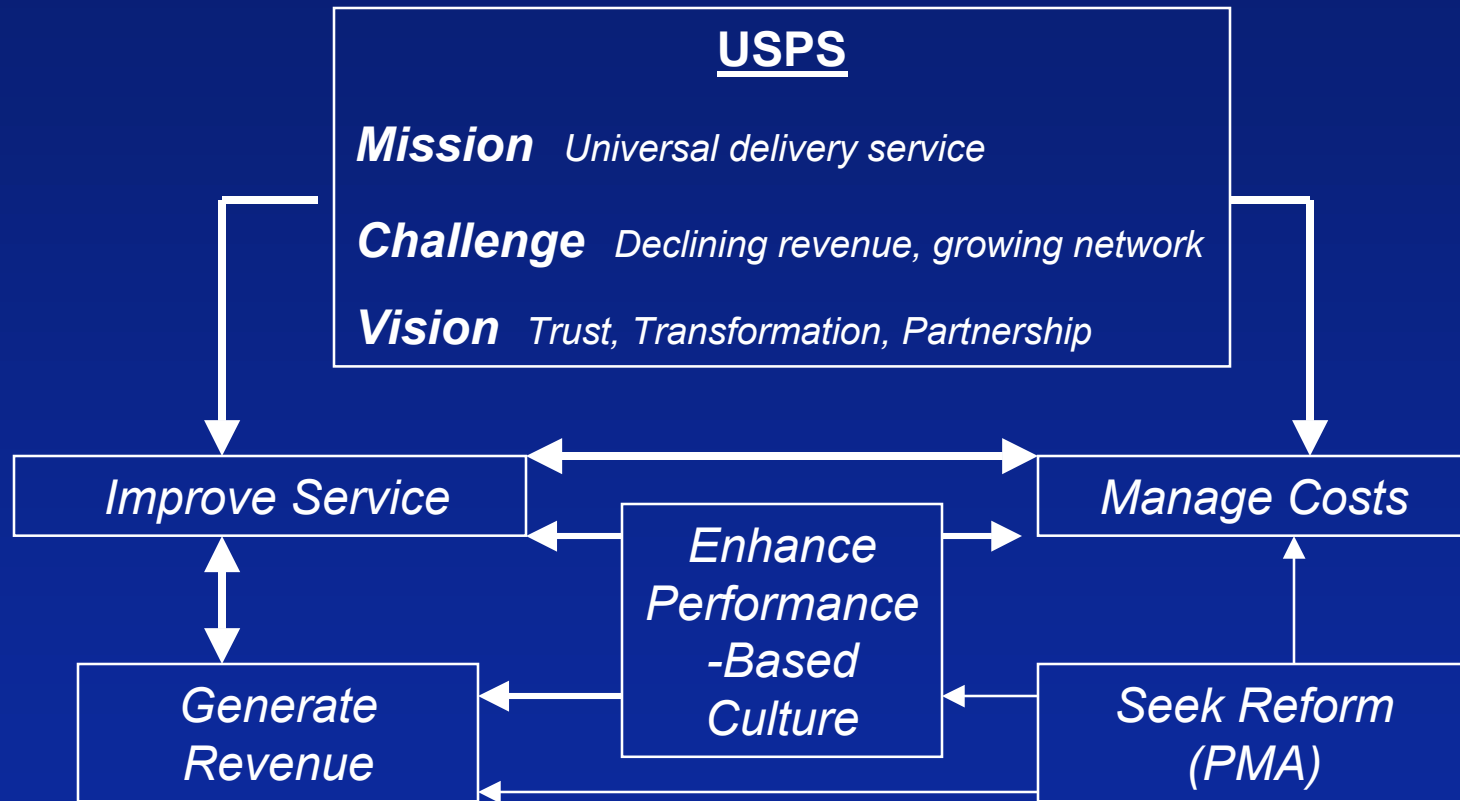 USPS
Mission Universal delivery service
Challenge Declining revenue, growing network
Vision Trust, Transformation, Partnership
Improve Service
Manage Costs
Enhance
Performance
-Based
Culture
Generate
Revenue
Seek Reform
(PMA)